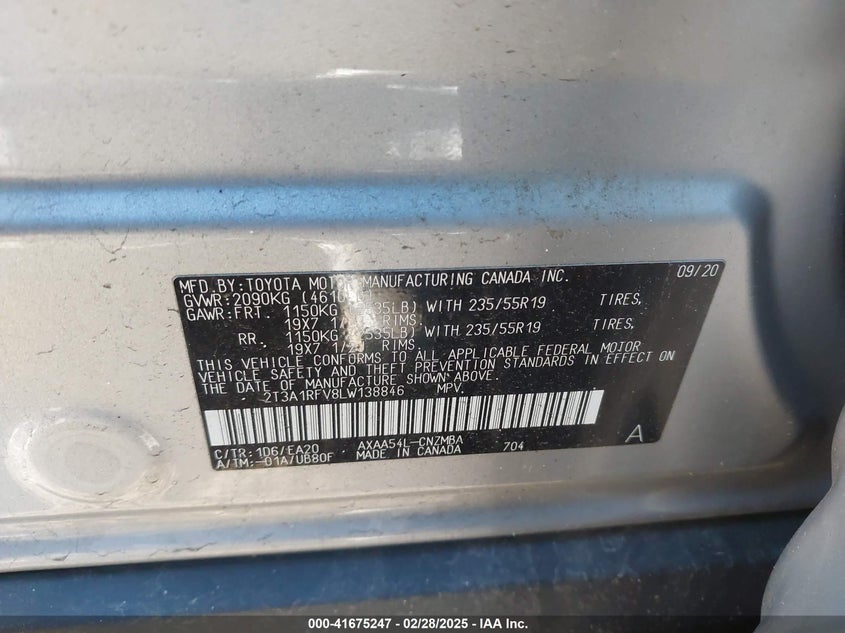 MFD. BY: TOYOTA MOTOR MANUFACTURING CANADA INC. 09/20
GVWR: 2090KG
GAWR: FRT. 1150KG WITH 235/55R19 TIRES,
19X7 RIMS.
RR. 1150KG WITH 235/55R19 TIRES,
19X7 RIMS.
THIS VEHICLE CONFORMS TO ALL APPLICABLE FEDERAL MOTOR
VEHICLE SAFETY AND THEFT PREVENTION STANDARDS IN EFFECT ON
THE DATE OF MANUFACTURE SHOWN ABOVE.
2T3A1RFV8LW138846 MPV
C/TR: 1D6/EA20 AXAA54L-CNZMBA 704 A
A/TM: -01A/UB80F MADE IN CANADA
000-41675247 | 02/28/2025 — IAA Inc.